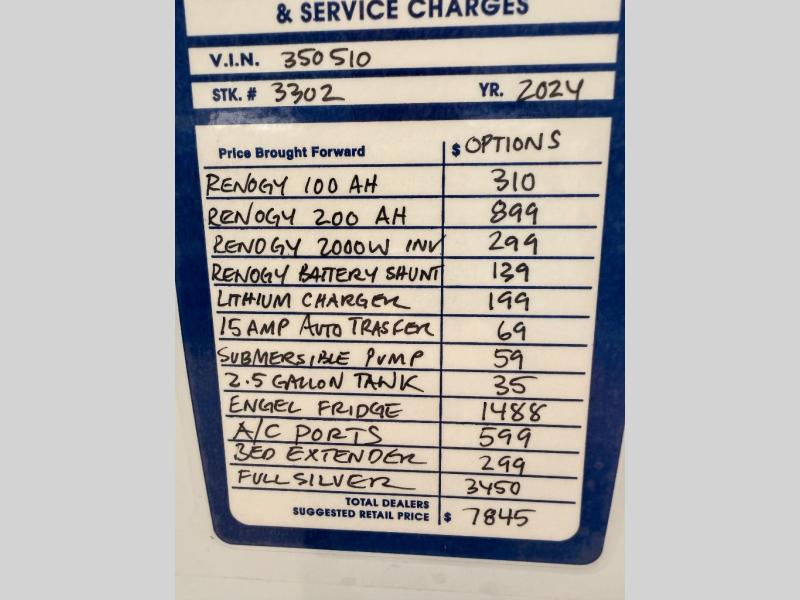 & SERVICE CHARGES
V.I.N. 350510
STK. # 3302 YR. 2024
Price Brought Forward $ OPTIONS
RENOGY 100 AH 310
RENOGY 200 AH 899
RENOGY 2000W INV 299
RENOGY BATTERY SHUNT 139
LITHIUM CHARGER 199
15 AMP AUTO TRASFER 69
SUBMERSIBLE PUMP 59
2.5 GALLON TANK 35
ENGEL FRIDGE 1488
A/C PORTS 599
BED EXTENDER 299
FULL SILVER 3450
TOTAL DEALERS
SUGGESTED RETAIL PRICE $ 7845